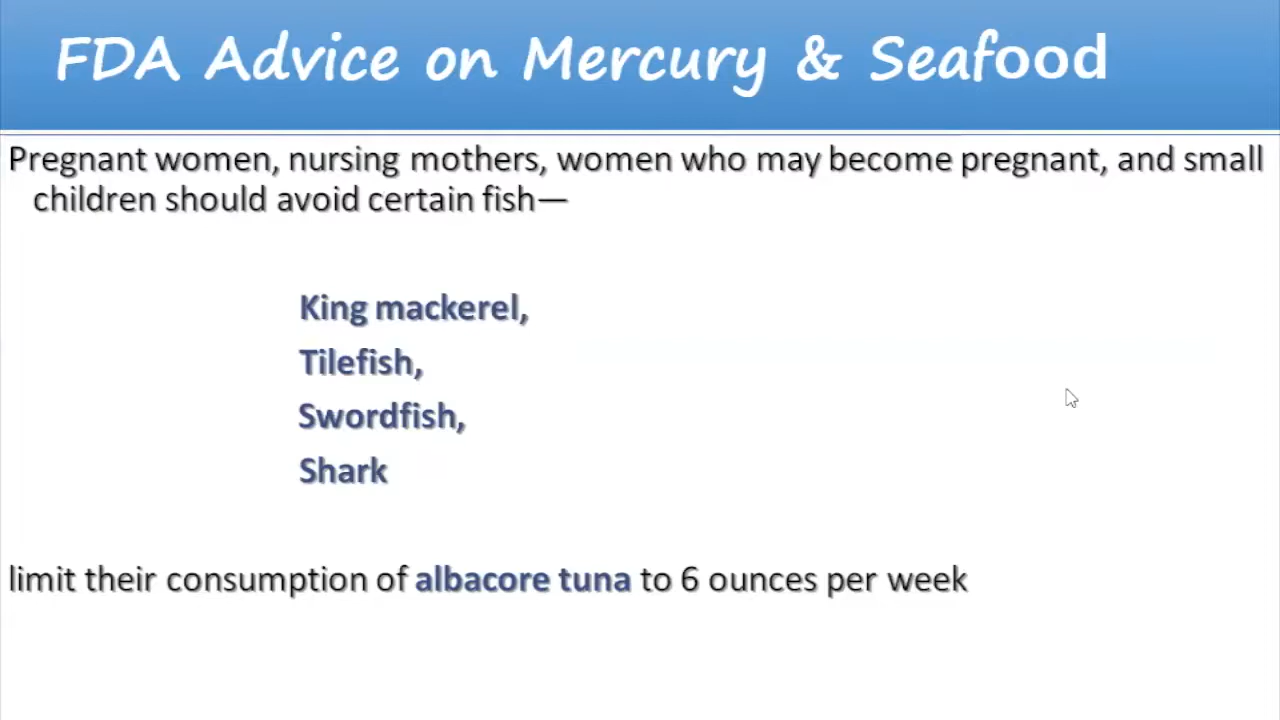 FDA Advice on Mercury & Seafood
Pregnant women, nursing mothers, women who may become pregnant, and small
children should avoid certain fish—
King mackerel,
Tilefish,
Swordfish,
Shark
limit their consumption of albacore tuna to 6 ounces per week